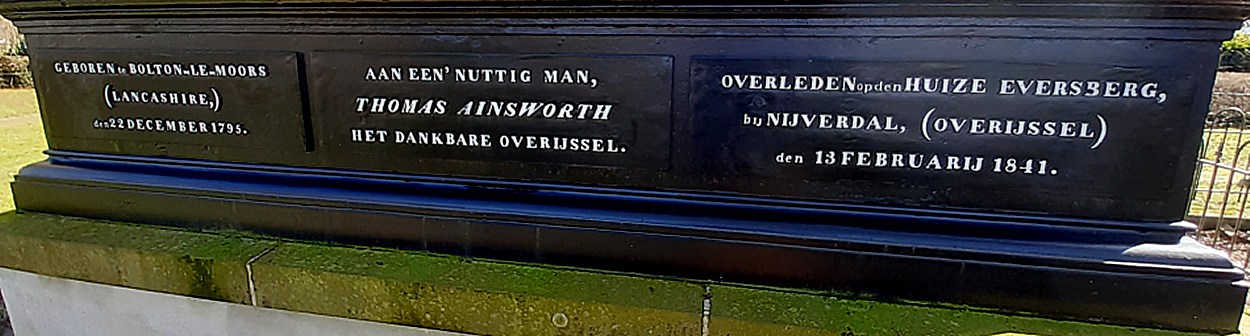 GEBOREN te BOLTON-LE-MOORS
(LANCASHIRE,)
den 22 DECEMBER 1795.
AAN EEN' NUTTIG MAN,
THOMAS AINSWORTH
HET DANKBARE OVERIJSSEL.
OVERLEDEN op den HUIZE EVERSBERG,
bij NIJVERDAL, (OVERIJSSEL)
den 13 FEBRUARIJ 1841.